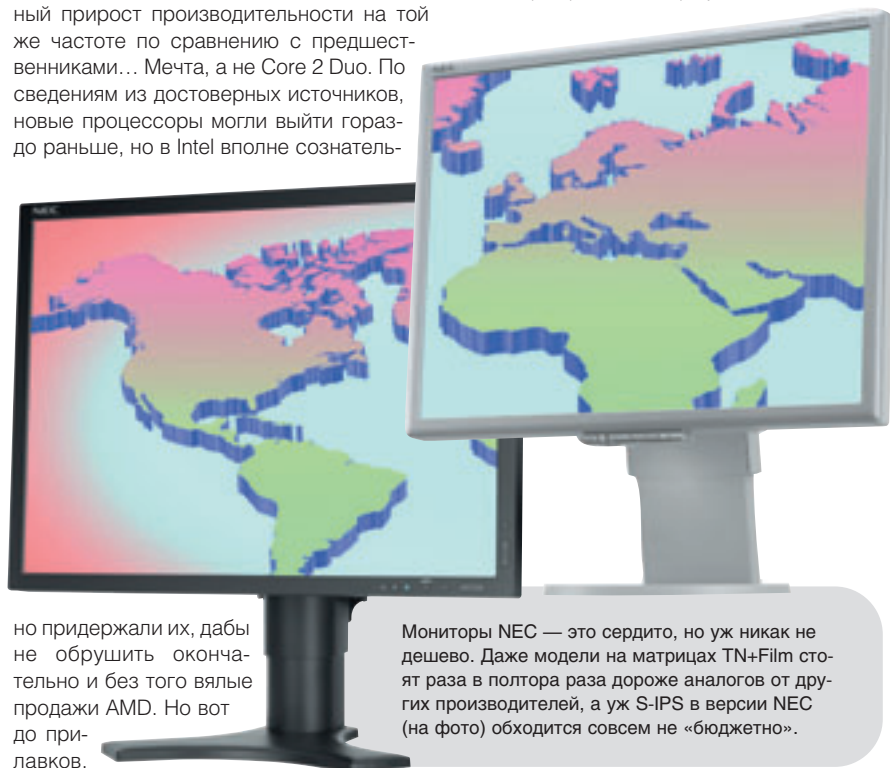 ный прирост производительности на той
же частоте по сравнению с предшест-
венниками… Мечта, а не Core 2 Duo. По
сведениям из достоверных источников,
новые процессоры могли выйти гораз-
до раньше, но в Intel вполне сознатель-
NEC
NEC
но придержали их, дабы
не обрушить оконча-
тельно и без того вялые
продажи AMD. Но вот
до при-
лавков,
Мониторы NEC — это сердито, но уж никак не
дешево. Даже модели на матрицах TN+Film сто-
ят раза в полтора раза дороже аналогов от дру-
гих производителей, а уж S-IPS в версии NEC
(на фото) обходится совсем не «бюджетно».